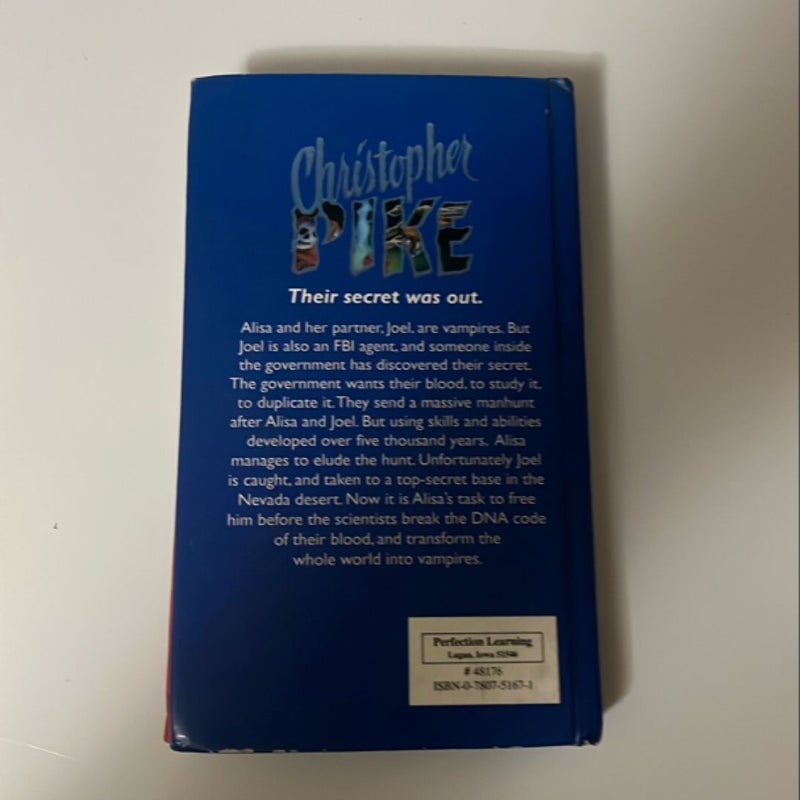 Christopher
PIKE
Their secret was out.
Alisa and her partner, Joel, are vampires. But
Joel is also an FBI agent, and someone inside
the government has discovered their secret.
The government wants their blood, to study it,
to duplicate it. They send a massive manhunt
after Alisa and Joel. But using skills and abilities
developed over five thousand years, Alisa
manages to elude the hunt. Unfortunately Joel
is caught, and taken to a top-secret base in the
Nevada desert. Now it is Alisa's task to free
him before the scientists break the DNA code
of their blood, and transform the
whole world into vampires.
Perfection Learning
Logan, Iowa 51546
# 48176
ISBN-0-7807-5167-1